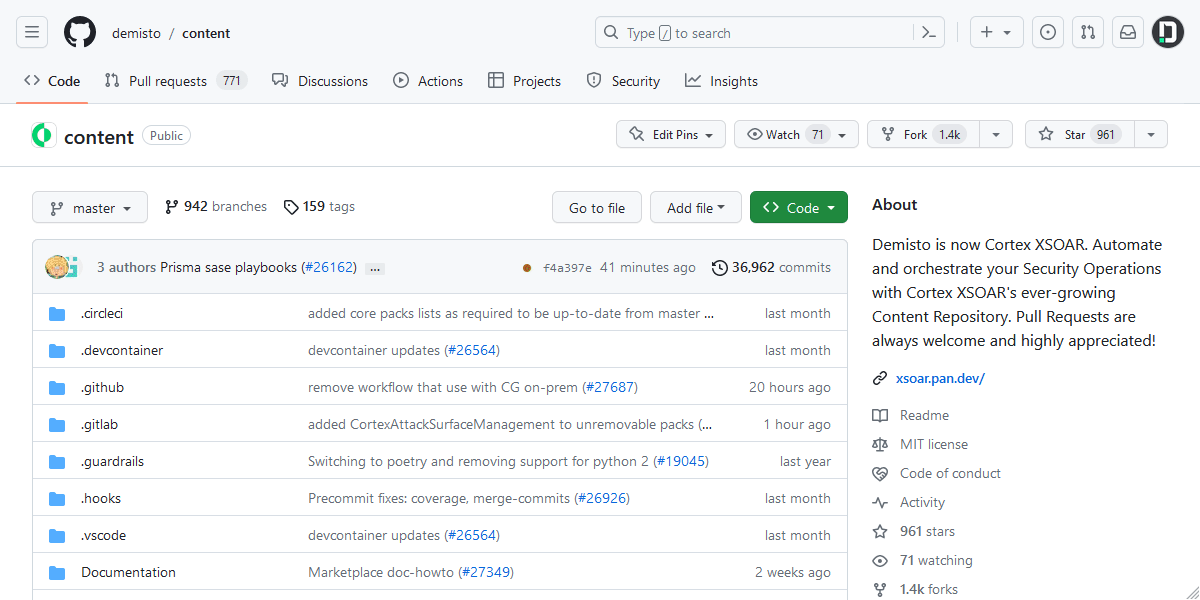 demisto / content
Type / to search
Code
Pull requests 771
Discussions
Actions
Projects
Security
Insights
content Public
Edit Pins
Watch 71
Fork 1.4k
Star 961
master
942 branches
159 tags
Go to file
Add file
Code
3 authors Prisma sase playbooks (#26162) ...
f4a397e 41 minutes ago
36,962 commits
.circleci added core packs lists as required to be up-to-date from master ... last month
.devcontainer devcontainer updates (#26564) last month
.github remove workflow that use with CG on-prem (#27687) 20 hours ago
.gitlab added CortexAttackSurfaceManagement to unremovable packs (... 1 hour ago
.guardrails Switching to poetry and removing support for python 2 (#19045) last year
.hooks Precommit fixes: coverage, merge-commits (#26926) last month
.vscode devcontainer updates (#26564) last month
Documentation Marketplace doc-howto (#27349) 2 weeks ago
About
Demisto is now Cortex XSOAR. Automate
and orchestrate your Security Operations
with Cortex XSOAR's ever-growing
Content Repository. Pull Requests are
always welcome and highly appreciated!
xsoar.pan.dev/
Readme
MIT license
Code of conduct
Activity
961 stars
71 watching
1.4k forks